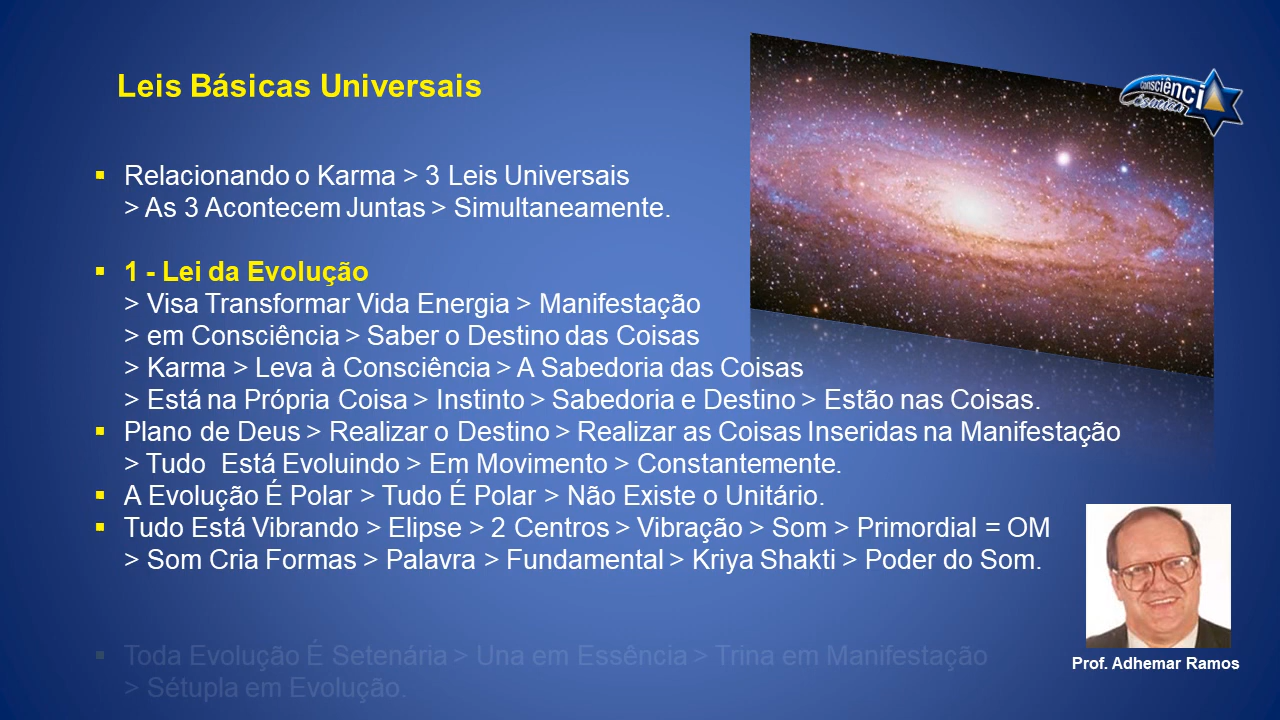 Leis Básicas Universais
consciênci
Cósmica
▪ Relacionando o Karma > 3 Leis Universais
> As 3 Acontecem Juntas > Simultaneamente.
▪ 1 - Lei da Evolução
> Visa Transformar Vida Energia > Manifestação
> em Consciência > Saber o Destino das Coisas
> Karma > Leva à Consciência > A Sabedoria das Coisas
> Está na Própria Coisa > Instinto > Sabedoria e Destino > Estão nas Coisas.
▪ Plano de Deus > Realizar o Destino > Realizar as Coisas Inseridas na Manifestação
> Tudo  Está Evoluindo > Em Movimento > Constantemente.
▪ A Evolução É Polar > Tudo É Polar > Não Existe o Unitário.
▪ Tudo Está Vibrando > Elipse > 2 Centros > Vibração > Som > Primordial = OM
> Som Cria Formas > Palavra > Fundamental > Kriya Shakti > Poder do Som.
▪ Toda Evolução É Setenária > Una em Essência > Trina em Manifestação
> Sétupla em Evolução.
Prof. Adhemar Ramos